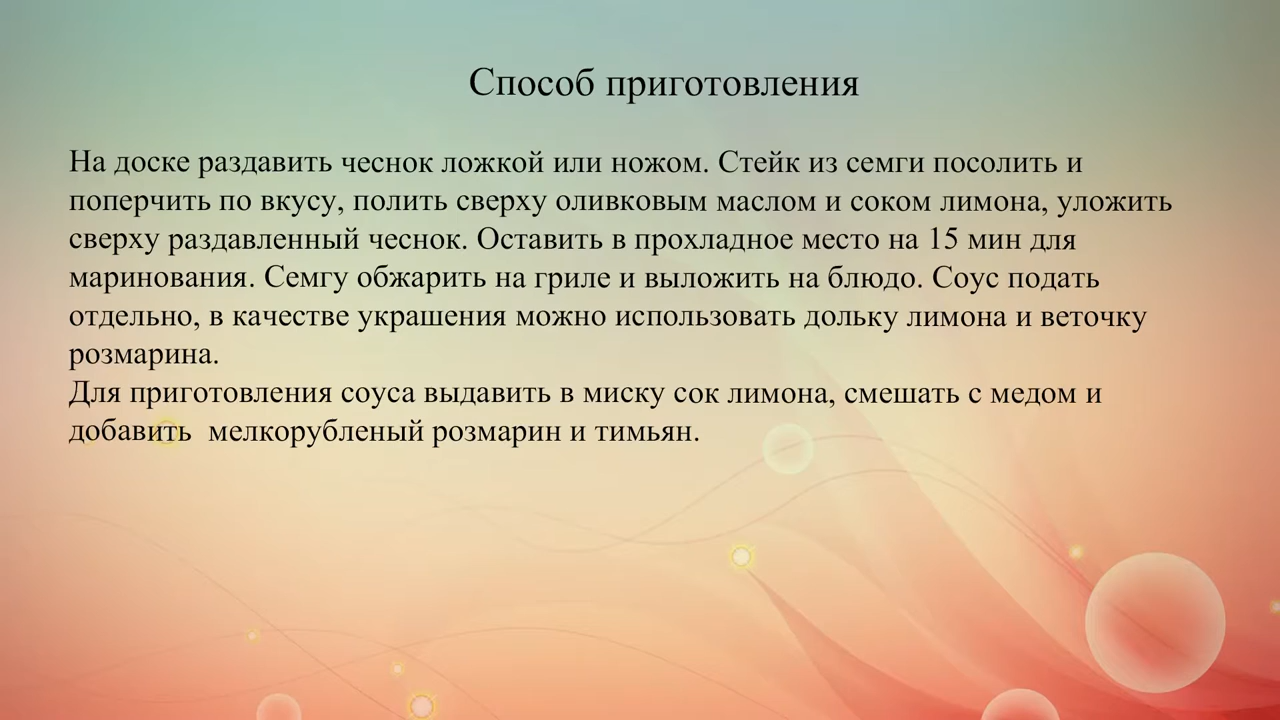 Способ приготовления
На доске раздавить чеснок ложкой или ножом. Стейк из семги посолить и
поперчить по вкусу, полить сверху оливковым маслом и соком лимона, уложить
сверху раздавленный чеснок. Оставить в прохладное место на 15 мин для
маринования. Семгу обжарить на гриле и выложить на блюдо. Соус подать
отдельно, в качестве украшения можно использовать дольку лимона и веточку
розмарина.
Для приготовления соуса выдавить в миску сок лимона, смешать с медом и
добавить  мелкорубленый розмарин и тимьян.